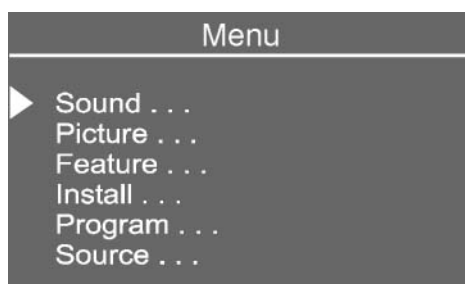 Menu
Sound . . .
Picture . . .
Feature . . .
Install . . .
Program . . .
Source . . .